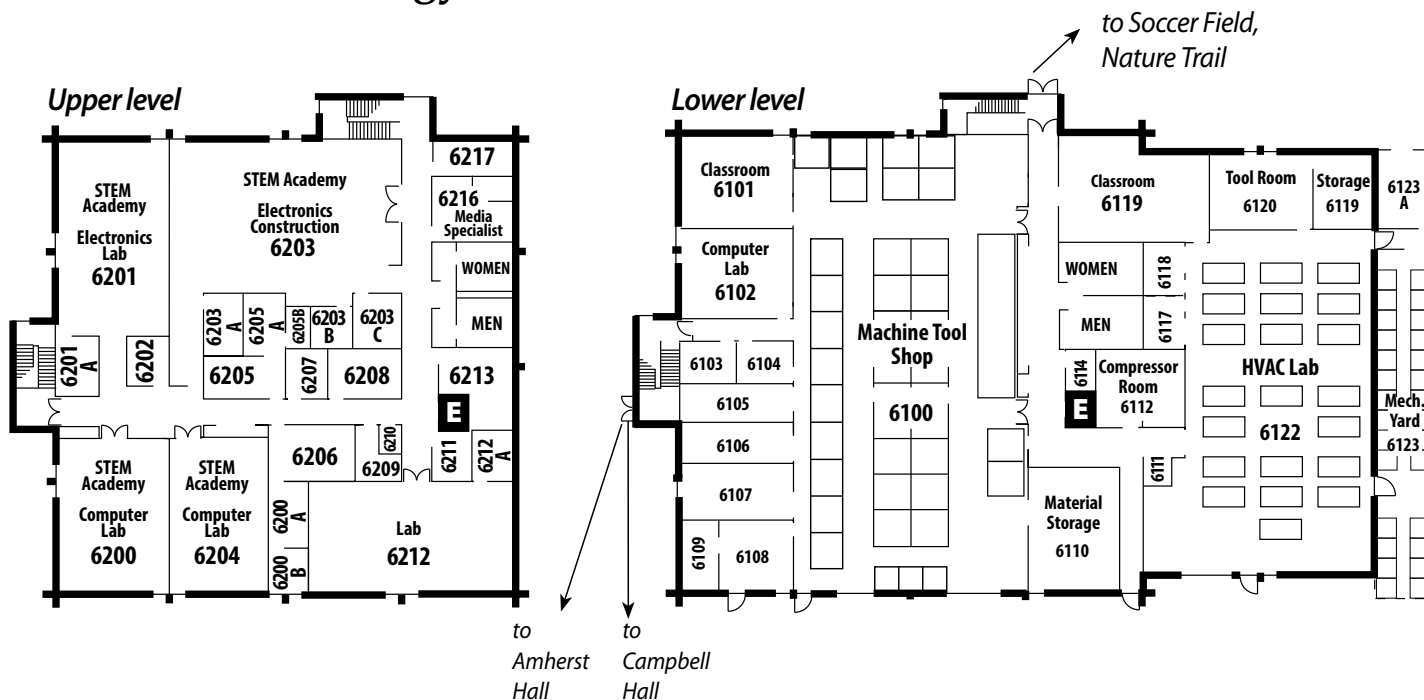 Upper level
6217
STEM
Academy
Electronics
Lab
6201
STEM Academy
Electronics
Construction
6203
6216
Media
Specialist
WOMEN
MEN
6203
A
6205
A
6205B
6203
B
6203
C
6201
A
6202
6205
6207
6208
6213
E
6206
6210
6209
6211
6212
A
STEM
Academy
Computer
Lab
6200
STEM
Academy
Computer
Lab
6204
6200
A
6200
B
Lab
6212
to Soccer Field,
Nature Trail
Lower level
Classroom
6101
Computer
Lab
6102
6103
6104
6105
6106
6107
6109
6108
Machine Tool
Shop
6100
Classroom
6119
Tool Room
6120
Storage
6119
6123
A
WOMEN
6118
MEN
6117
6114
E
Compressor
Room
6112
6111
HVAC Lab
6122
Mech.
Yard
6123
Material
Storage
6110
to
Amherst
Hall
to
Campbell
Hall